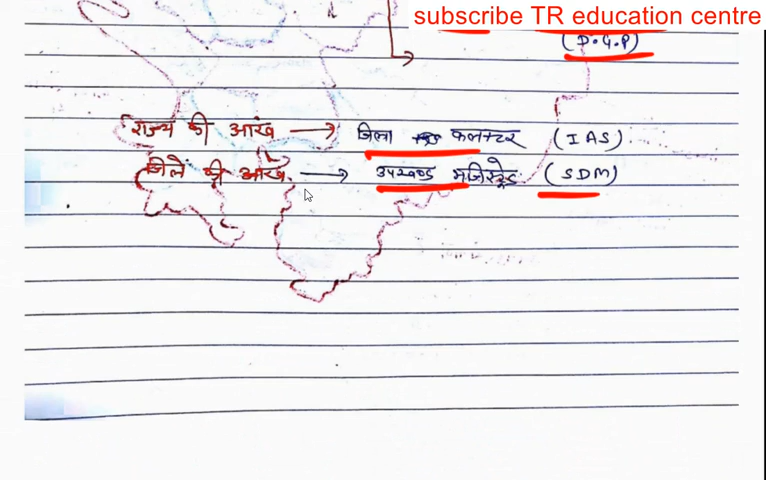 subscribe TR education centre
(D.G.P)
राज्य की आंख → जिला कलक्टर (IAS)
जिले की आंख. → उपखण्ड मजिस्ट्रेड (SDM)